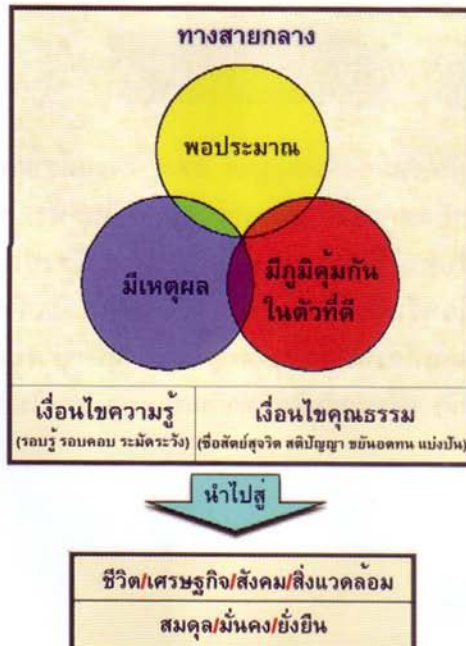 ทางสายกลาง
พอประมาณ
มีเหตุผล
มีภูมิคุ้มกัน
ในตัวที่ดี
เงื่อนไขความรู้
(รอบรู้ รอบคอบ ระมัดระวัง)
เงื่อนไขคุณธรรม
(ซื่อสัตย์สุจริต สติปัญญา ขยันอดทน แบ่งปัน)
นำไปสู่
ชีวิต/เศรษฐกิจ/สังคม/สิ่งแวดล้อม
สมดุล/มั่นคง/ยั่งยืน